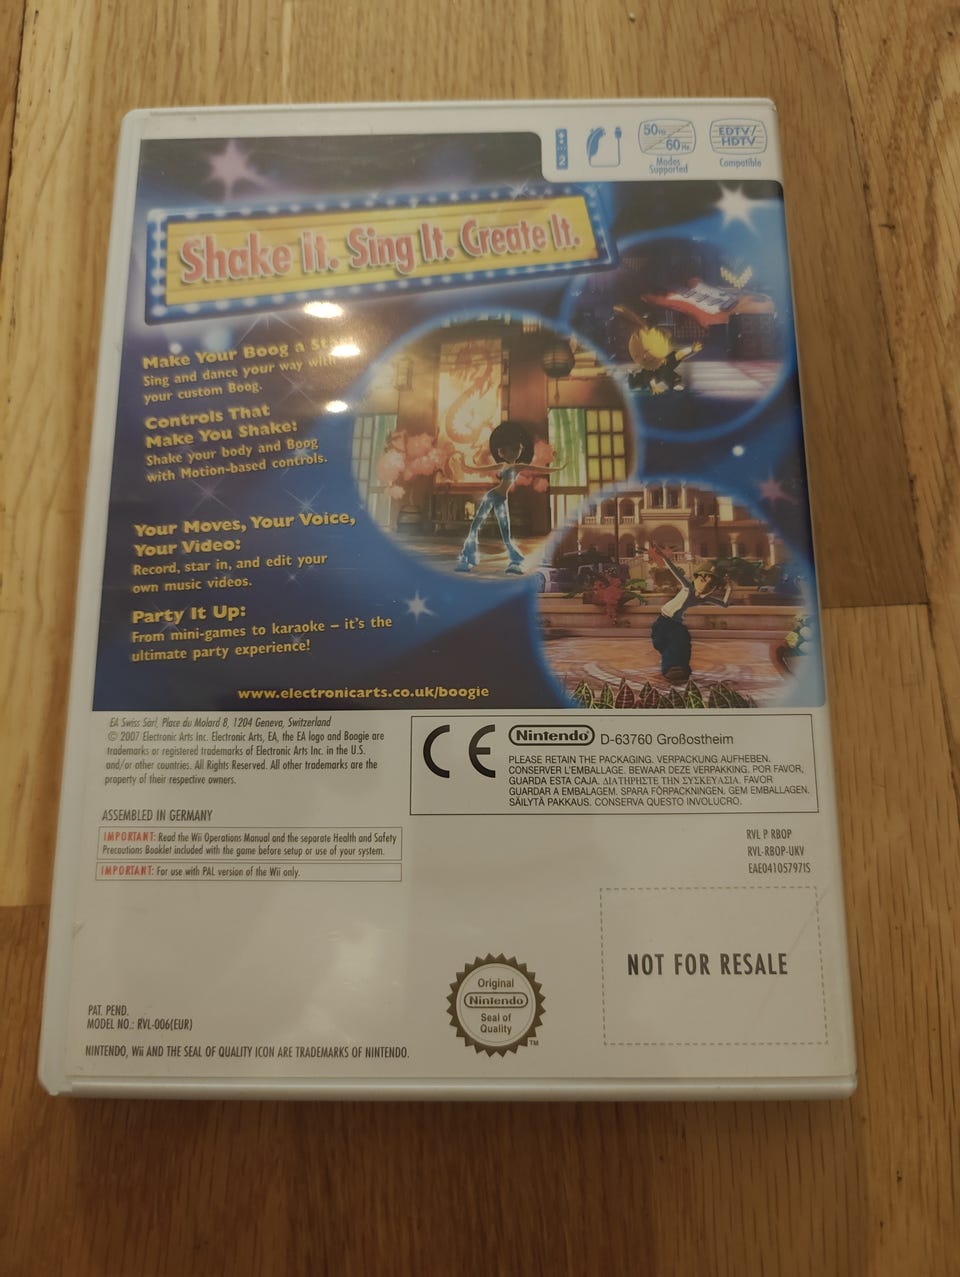 2
50Hz
60Hz
Modes
Supported
EDTV/
HDTV
Compatible
Shake it. Sing It. Create It.
Make Your Boog a
Sing and dance your way with
your custom Boog.
Controls That
Make You Shake:
Shake your body and Boog
with Motion-based controls.
Your Moves, Your Voice,
Your Video:
Record, star in, and edit your
own music videos.
Party It Up:
From mini-games to karaoke – it's the
ultimate party experience!
www.electronicarts.co.uk/boogie
EA Swiss Sàrl, Place du Molard 8, 1204 Geneva, Switzerland
© 2007 Electronic Arts Inc. Electronic Arts, EA, the EA logo and Boogie are
trademarks or registered trademarks of Electronic Arts Inc. in the U.S.
and/or other countries. All Rights Reserved. All other trademarks are the
property of their respective owners.
CE
Nintendo D-63760 Großostheim
PLEASE RETAIN THE PACKAGING. VERPACKUNG AUFHEBEN.
CONSERVER L'EMBALLAGE. BEWAAR DEZE VERPAKKING. POR FAVOR,
GUARDA ESTA CAJA. ΔΙΑΤΗΡΗΣΤΕ ΤΗΝ ΣΥΣΚΕΥΑΣΙΑ. FAVOR
GUARDAR A EMBALAGEM. SPARA FÖRPACKNINGEN. GEM EMBALLAGEN.
SÄILYTÄ PAKKAUS. CONSERVA QUESTO INVOLUCRO.
ASSEMBLED IN GERMANY
IMPORTANT: Read the Wii Operations Manual and the separate Health and Safety
Precautions Booklet included with the game before setup or use of your system.
IMPORTANT: For use with PAL version of the Wii only.
RVL P RBOP
RVL-RBOP-UKV
EAE04105797IS
NOT FOR RESALE
Original
Nintendo
Seal of
Quality
TM
PAT. PEND.
MODEL NO.: RVL-006(EUR)
NINTENDO, Wii AND THE SEAL OF QUALITY ICON ARE TRADEMARKS OF NINTENDO.